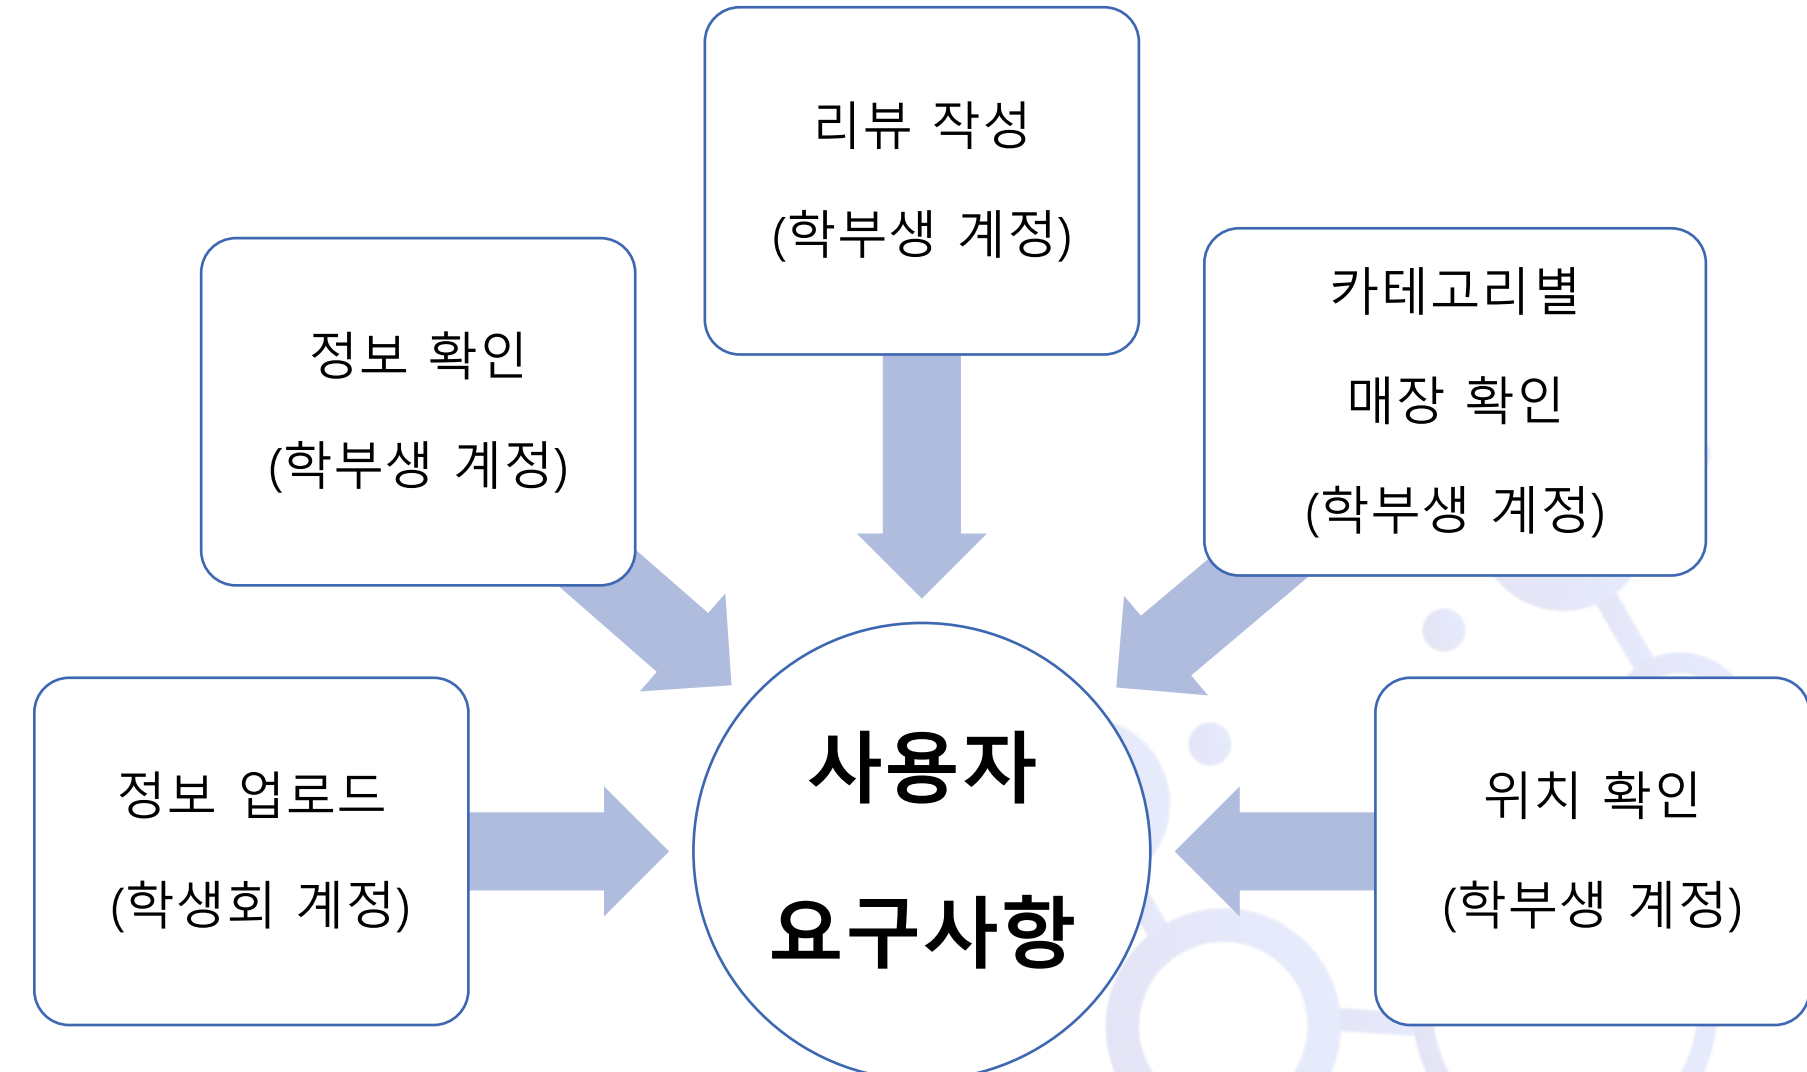 리뷰 작성
(학부생 계정)
정보 확인
(학부생 계정)
카테고리별
매장 확인
(학부생 계정)
정보 업로드
(학생회 계정)
사용자
요구사항
위치 확인
(학부생 계정)